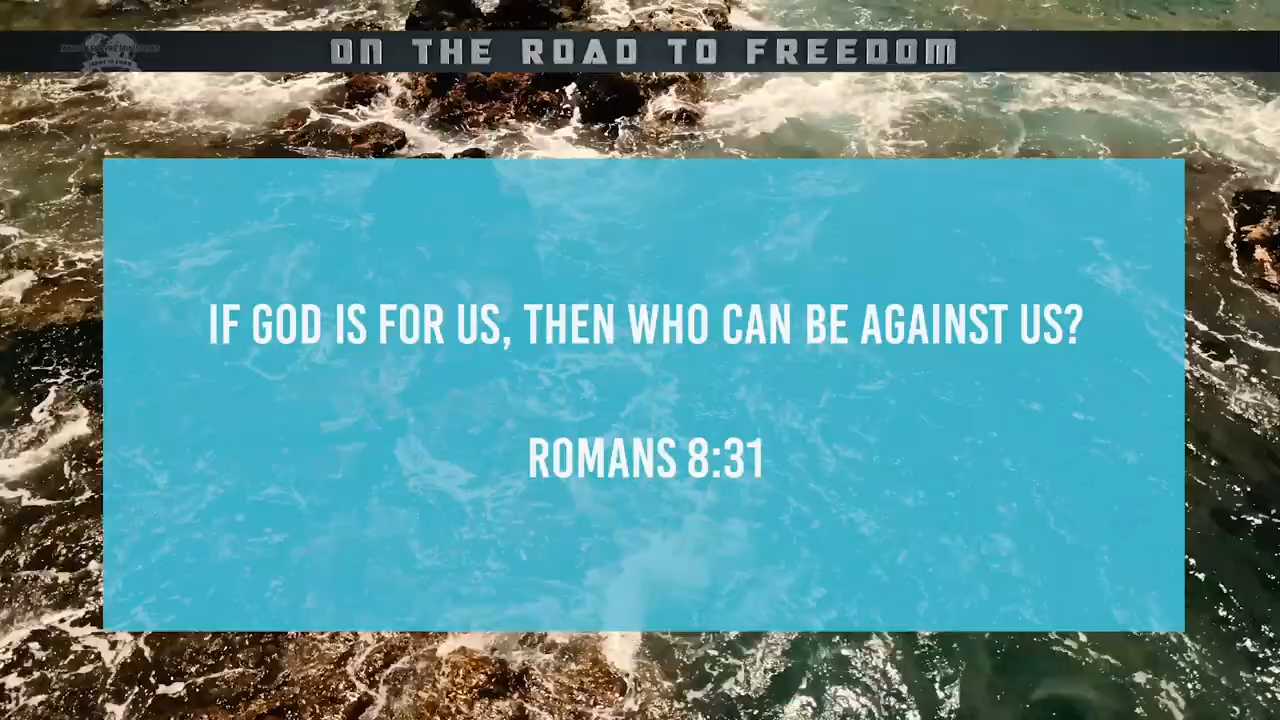 ON THE ROAD TO FREEDOM
IF GOD IS FOR US, THEN WHO CAN BE AGAINST US?
ROMANS 8:31